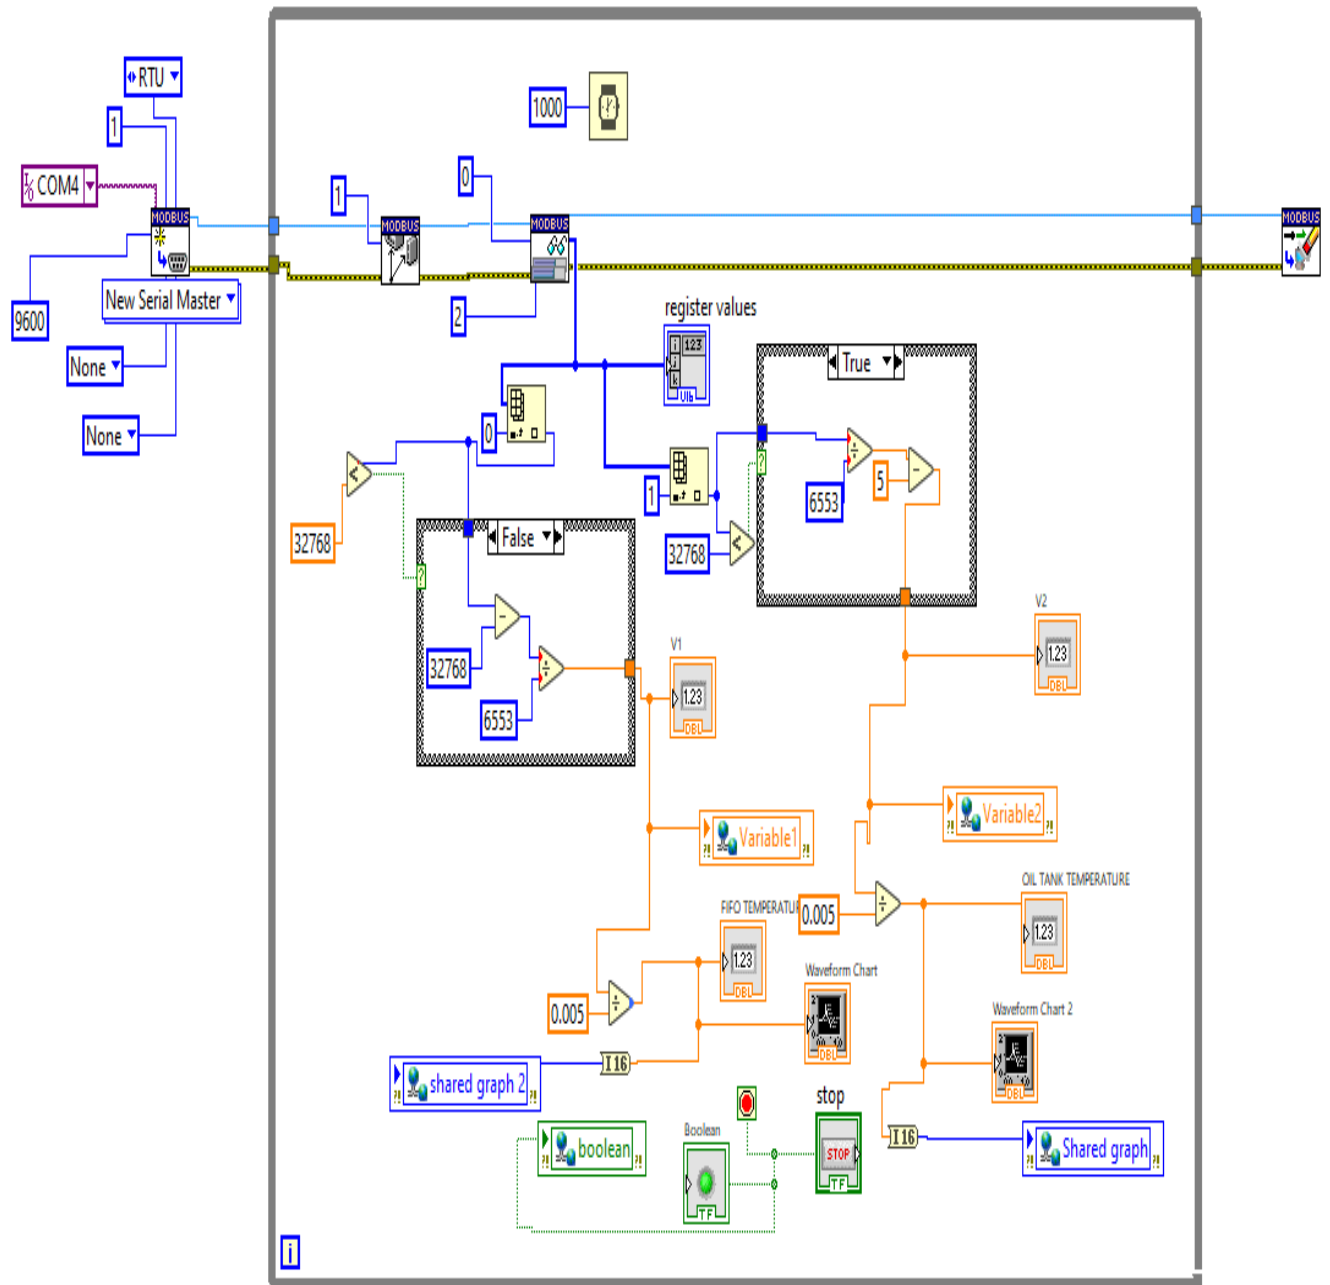 RTU
1
COM4
MODBUS
9600
New Serial Master
None
None
1000
1
MODBUS
0
MODBUS
2
MODBUS
register values
i
j
k
123
U16
0
<
32768
False
-
32768
÷
6553
1
32768
<
True
÷
6553
5
-
V1
1.23
DBL
V2
1.23
DBL
Variable1
Variable2
÷
0.005
FIFO TEMPERATUR
1.23
DBL
÷
0.005
OIL TANK TEMPERATURE
1.23
DBL
Waveform Chart
DBL
Waveform Chart 2
DBL
I16
shared graph 2
boolean
Boolean
TF
stop
STOP
TF
I16
Shared graph
i